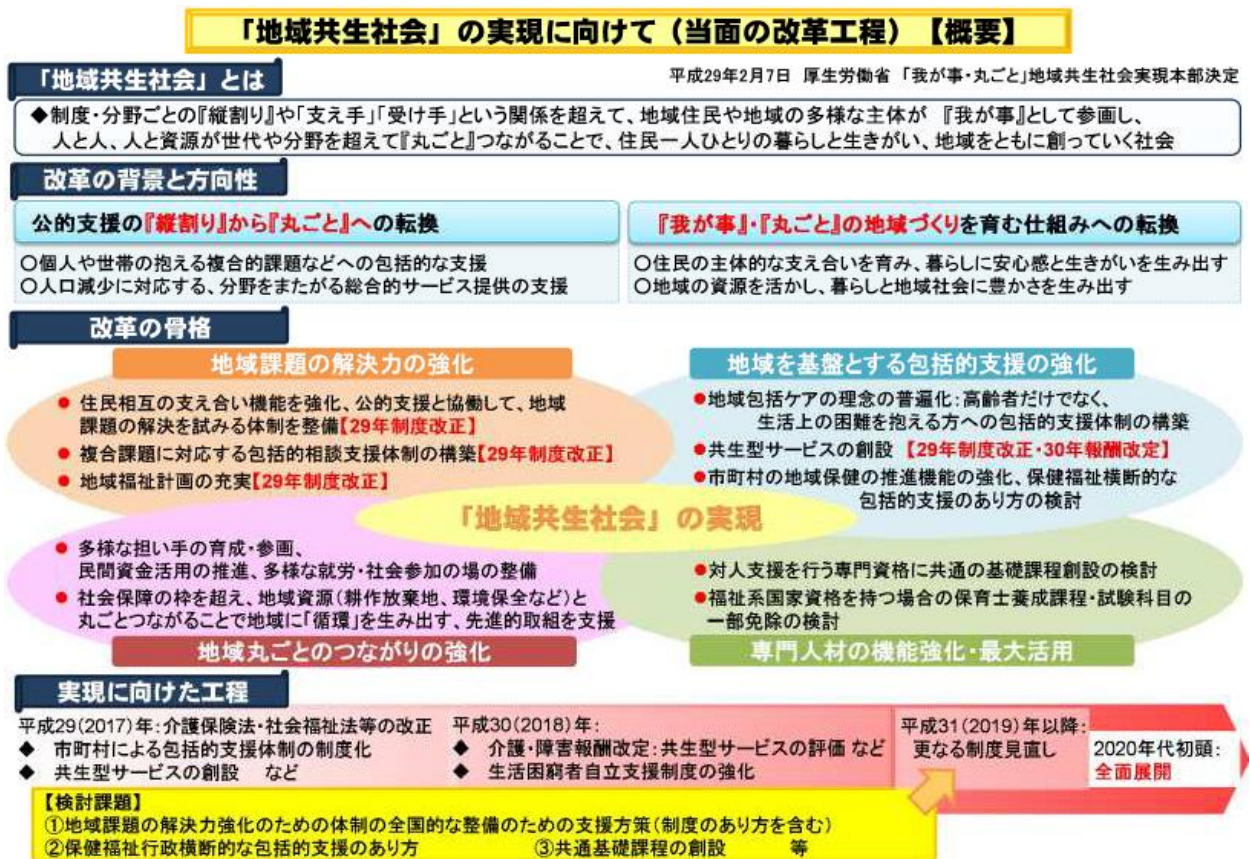 「地域共生社会」の実現に向けて(当面の改革工程)【概要】
「地域共生社会」とは
平成29年2月7日 厚生労働省 「我が事・丸ごと」地域共生社会実現本部決定
◆制度・分野ごとの『縦割り』や「支え手」「受け手」という関係を超えて、地域住民や地域の多様な主体が 『我が事』として参画し、
人と人、人と資源が世代や分野を超えて『丸ごと』つながることで、住民一人ひとりの暮らしと生きがい、地域をともに創っていく社会
改革の背景と方向性
公的支援の『縦割り』から『丸ごと』への転換
○個人や世帯の抱える複合的課題などへの包括的な支援
○人口減少に対応する、分野をまたがる総合的サービス提供の支援
『我が事』・『丸ごと』の地域づくりを育む仕組みへの転換
○住民の主体的な支え合いを育み、暮らしに安心感と生きがいを生み出す
○地域の資源を活かし、暮らしと地域社会に豊かさを生み出す
改革の骨格
地域課題の解決力の強化
● 住民相互の支え合い機能を強化、公的支援と協働して、地域
課題の解決を試みる体制を整備【29年制度改正】
● 複合課題に対応する包括的相談支援体制の構築【29年制度改正】
● 地域福祉計画の充実【29年制度改正】
地域を基盤とする包括的支援の強化
●地域包括ケアの理念の普遍化:高齢者だけでなく、
生活上の困難を抱える方への包括的支援体制の構築
●共生型サービスの創設 【29年制度改正・30年報酬改定】
●市町村の地域保健の推進機能の強化、保健福祉横断的な
包括的支援のあり方の検討
「地域共生社会」の実現
● 多様な担い手の育成・参画、
民間資金活用の推進、多様な就労・社会参加の場の整備
● 社会保障の枠を超え、地域資源(耕作放棄地、環境保全など)と
丸ごとつながることで地域に「循環」を生み出す、先進的取組を支援
地域丸ごとのつながりの強化
●対人支援を行う専門資格に共通の基礎課程創設の検討
●福祉系国家資格を持つ場合の保育士養成課程・試験科目の
一部免除の検討
専門人材の機能強化・最大活用
実現に向けた工程
平成29(2017)年:介護保険法・社会福祉法等の改正
◆ 市町村による包括的支援体制の制度化
◆ 共生型サービスの創設 など
平成30(2018)年:
◆ 介護・障害報酬改定:共生型サービスの評価 など
◆ 生活困窮者自立支援制度の強化
平成31(2019)年以降:
更なる制度見直し
2020年代初頭:
全面展開
【検討課題】
①地域課題の解決力強化のための体制の全国的な整備のための支援方策(制度のあり方を含む)
②保健福祉行政横断的な包括的支援のあり方 ③共通基礎課程の創設 等